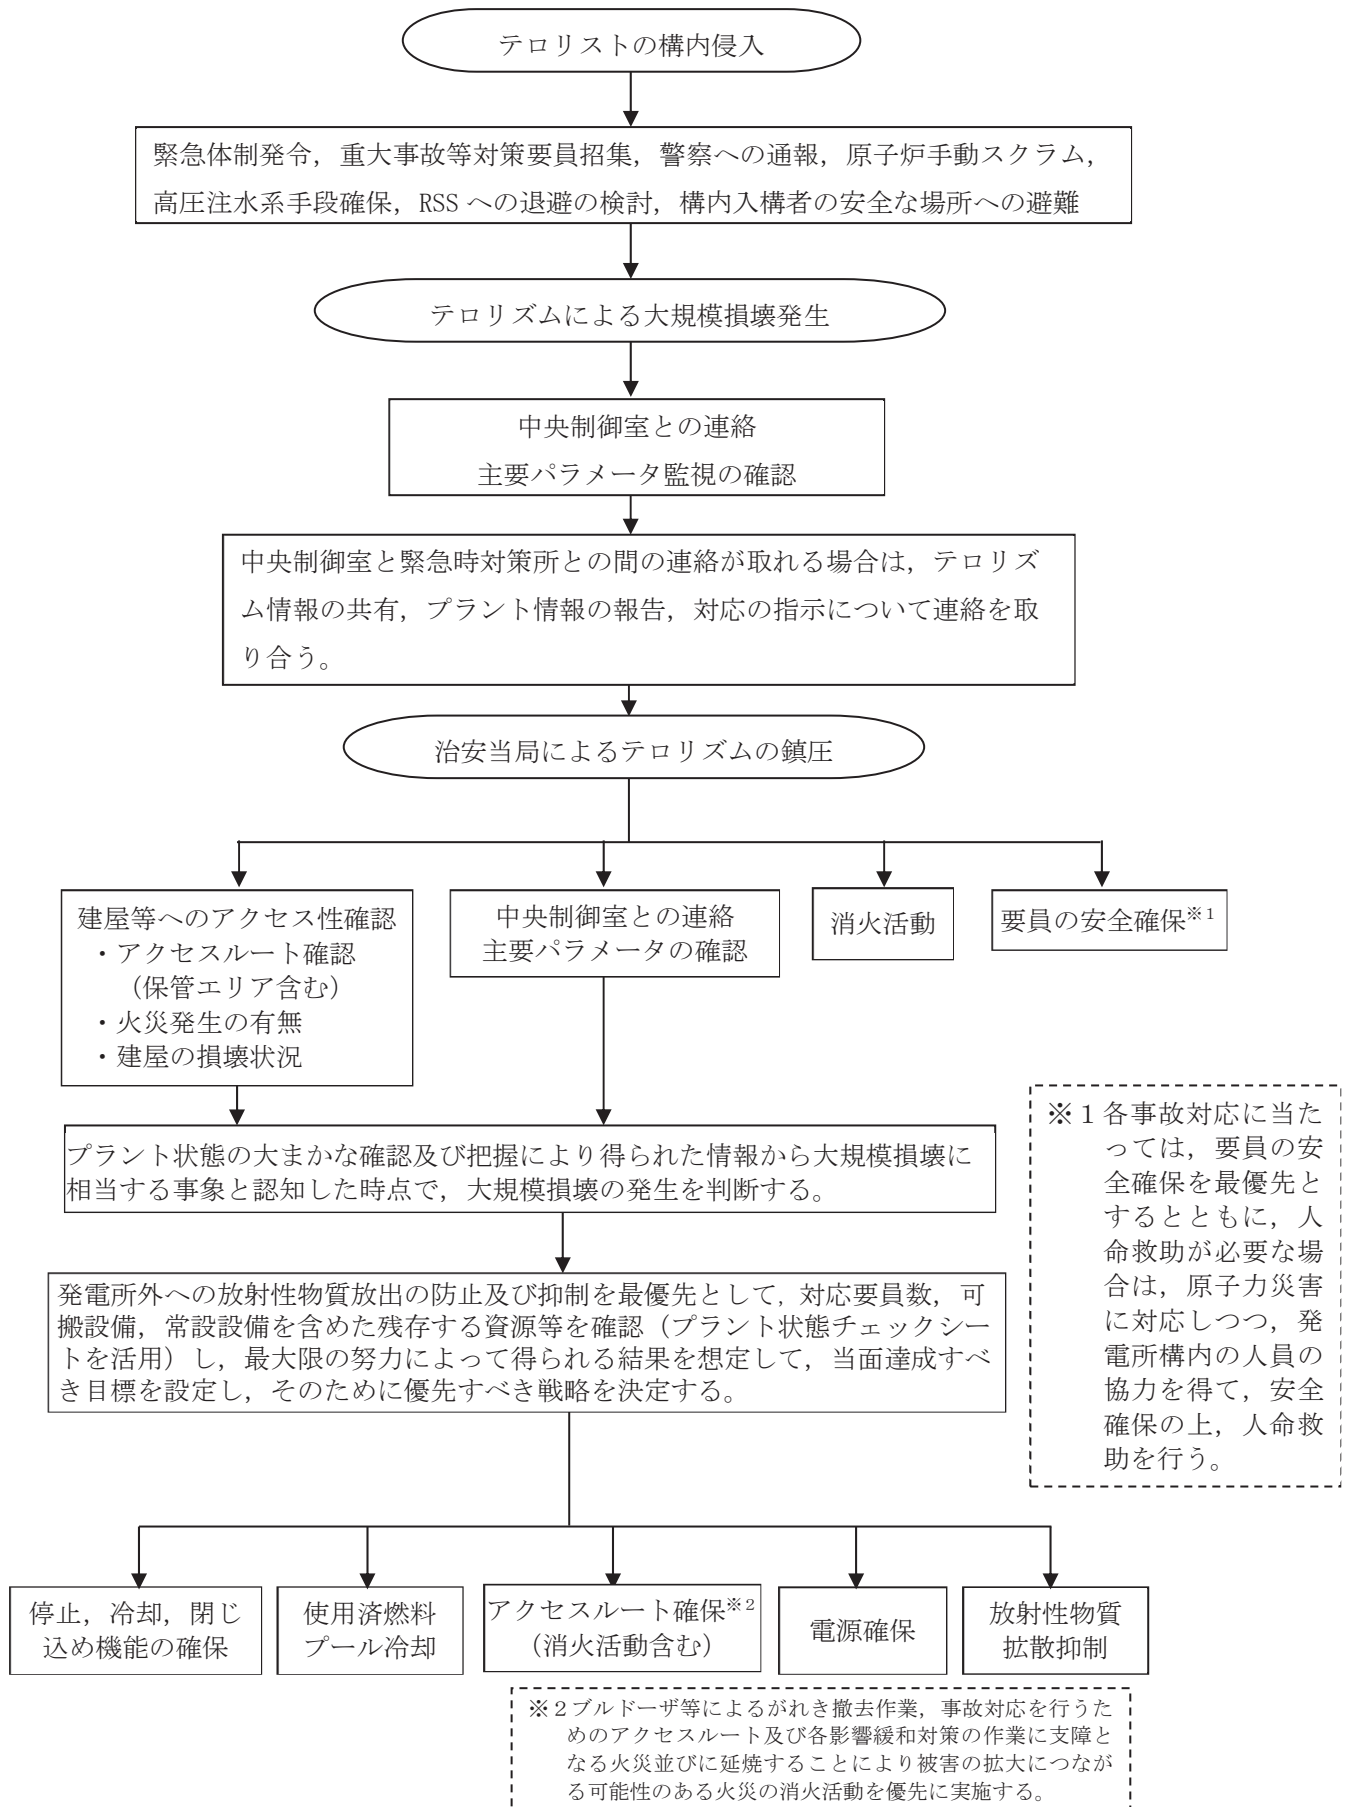 テロリストの構内侵入
緊急体制発令，重大事故等対策要員招集，警察への通報，原子炉手動スクラム，
高圧注水系手段確保，RSS への退避の検討，構内入構者の安全な場所への避難
テロリズムによる大規模損壊発生
中央制御室との連絡
主要パラメータ監視の確認
中央制御室と緊急時対策所との間の連絡が取れる場合は，テロリズ
ム情報の共有，プラント情報の報告，対応の指示について連絡を取
り合う。
治安当局によるテロリズムの鎮圧
建屋等へのアクセス性確認
・アクセスルート確認
（保管エリア含む）
・火災発生の有無
・建屋の損壊状況
中央制御室との連絡
主要パラメータの確認
消火活動
要員の安全確保※1
プラント状態の大まかな確認及び把握により得られた情報から大規模損壊に
相当する事象と認知した時点で，大規模損壊の発生を判断する。
※１各事故対応に当た
っては，要員の安
全確保を最優先と
するとともに，人
命救助が必要な場
合は，原子力災害
に対応しつつ，発
電所構内の人員の
協力を得て，安全
確保の上，人命救
助を行う。
発電所外への放射性物質放出の防止及び抑制を最優先として，対応要員数，可
搬設備，常設設備を含めた残存する資源等を確認（プラント状態チェックシー
トを活用）し，最大限の努力によって得られる結果を想定して，当面達成すべ
き目標を設定し，そのために優先すべき戦略を決定する。
停止，冷却，閉じ
込め機能の確保
使用済燃料
プール冷却
アクセスルート確保※2
（消火活動含む）
電源確保
放射性物質
拡散抑制
※２ブルドーザ等によるがれき撤去作業，事故対応を行うた
めのアクセスルート及び各影響緩和対策の作業に支障と
なる火災並びに延焼することにより被害の拡大につなが
る可能性のある火災の消火活動を優先に実施する。